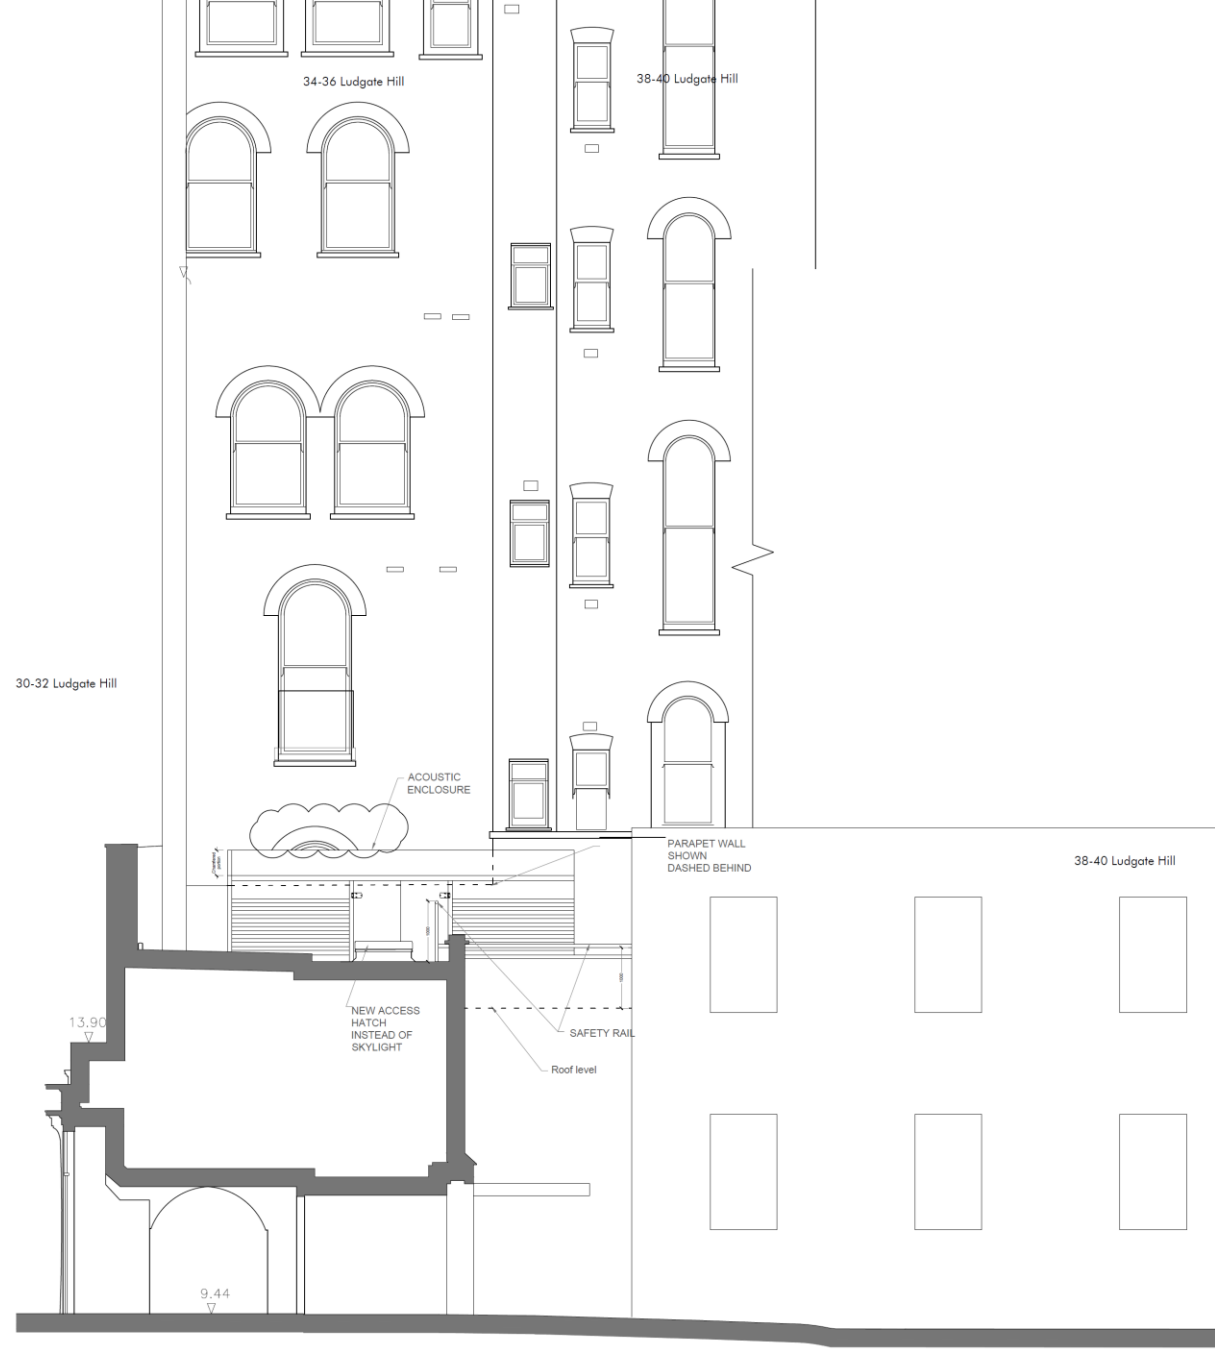 34-36 Ludgate Hill
38-40 Ludgate Hill
30-32 Ludgate Hill
ACOUSTIC
ENCLOSURE
PARAPET WALL
SHOWN
DASHED BEHIND
38-40 Ludgate Hill
NEW ACCESS
HATCH
INSTEAD OF
SKYLIGHT
13.90
SAFETY RAIL
Roof level
9.44